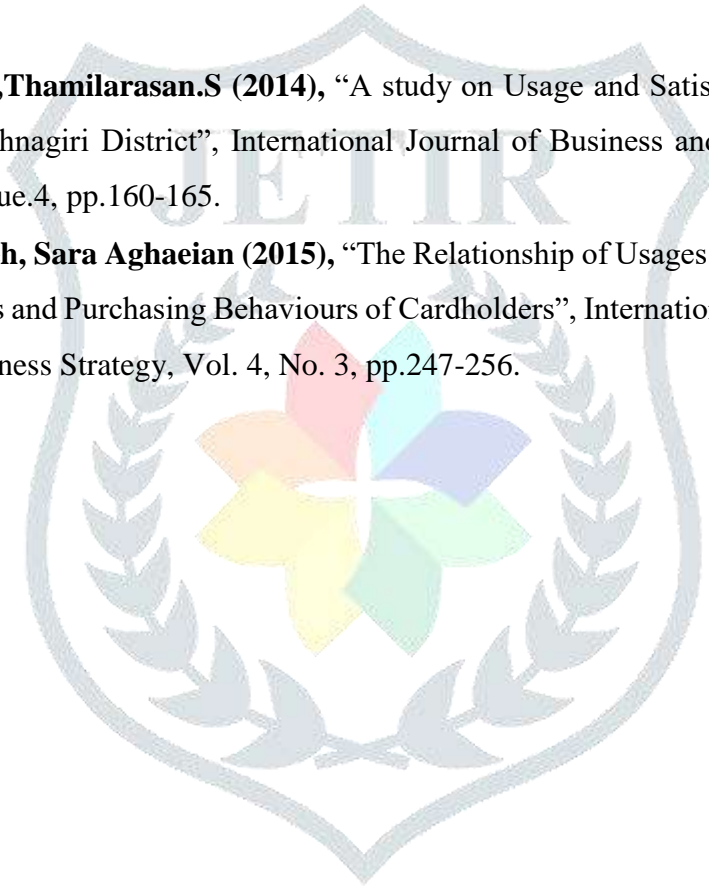 ,Thamilarasan.S (2014), “A study on Usage and Satis
hnagiri District”, International Journal of Business and
JETIR
ue.4, pp.160-165.
h, Sara Aghaeian (2015), “The Relationship of Usages
s and Purchasing Behaviours of Cardholders”, Internation
ness Strategy, Vol. 4, No. 3, pp.247-256.